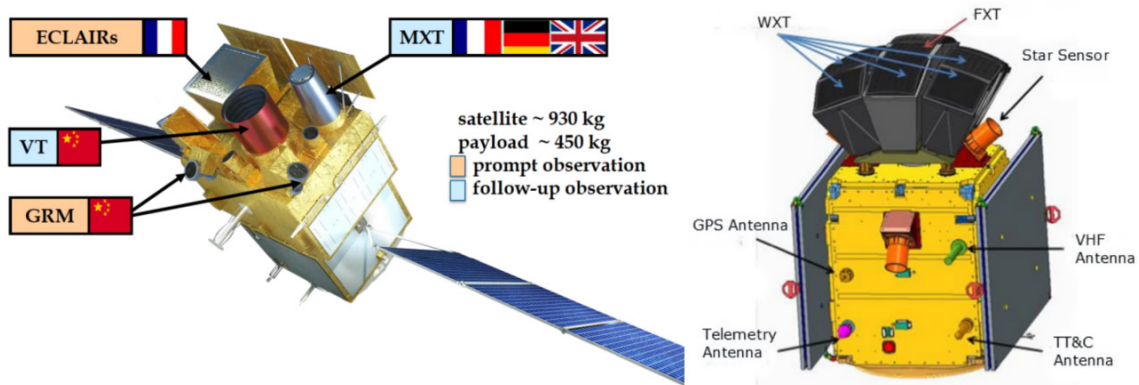 ECLAIRs
MXT
VT
GRM
satellite ~ 930 kg
payload ~ 450 kg
prompt observation
follow-up observation
WXT
FXT
Star Sensor
GPS Antenna
VHF
Antenna
Telemetry
Antenna
TT&C
Antenna